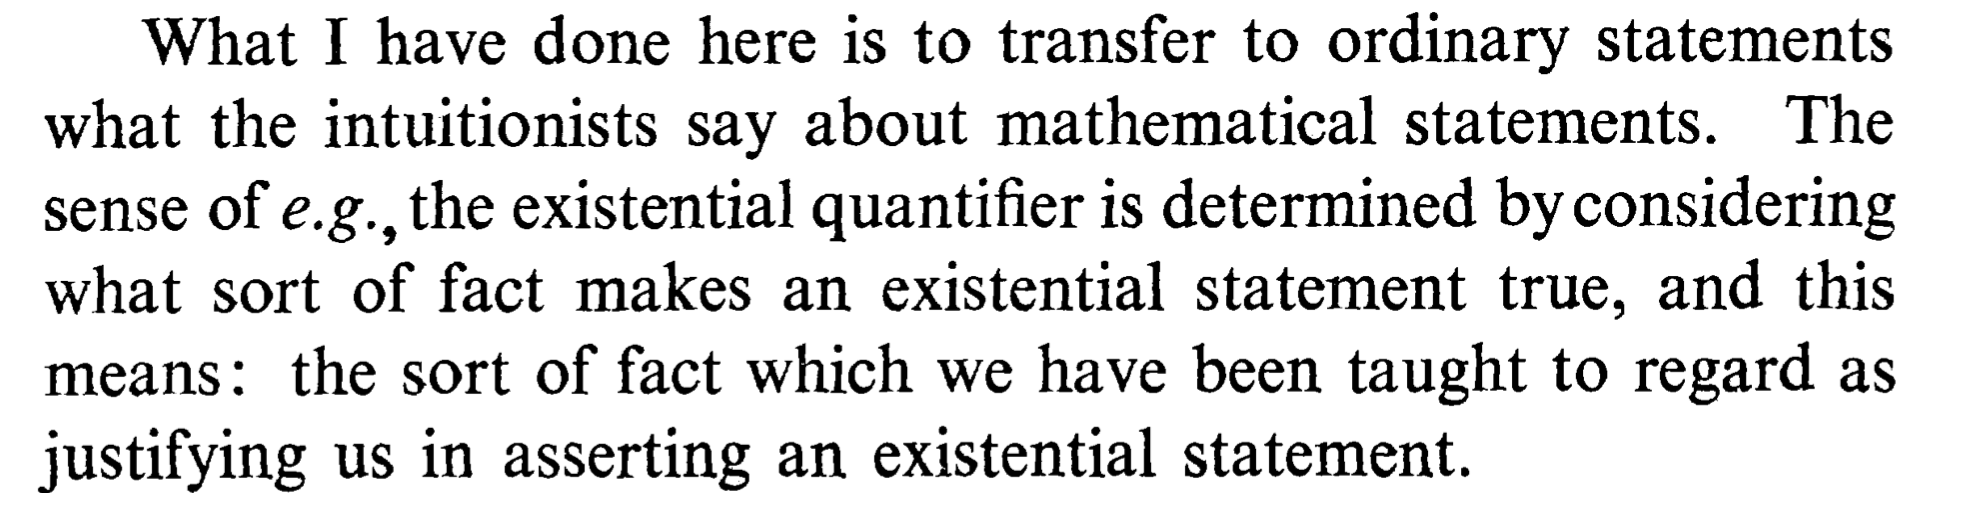 What I have done here is to transfer to ordinary statements
what the intuitionists say about mathematical statements. The
sense of e.g., the existential quantifier is determined by considering
what sort of fact makes an existential statement true, and this
means: the sort of fact which we have been taught to regard as
justifying us in asserting an existential statement.